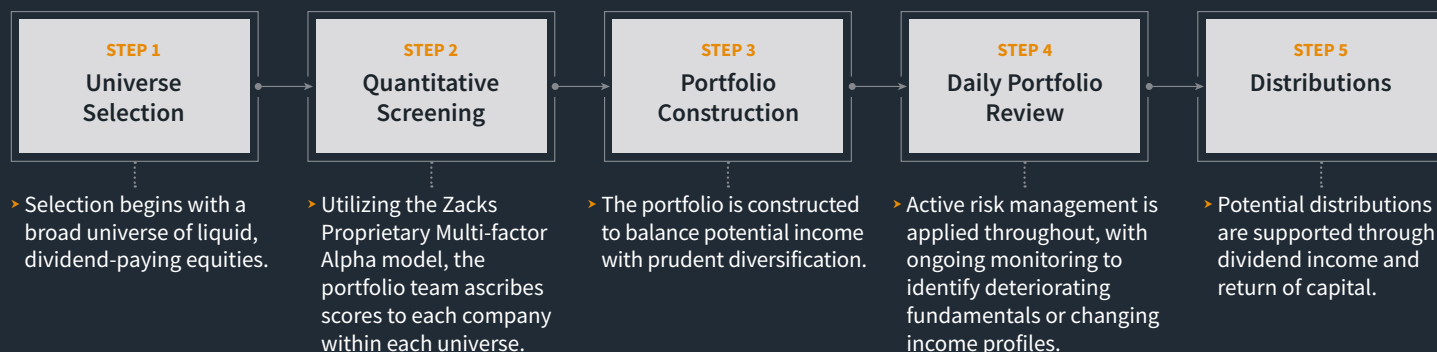 STEP 1
Universe
Selection
STEP 2
Quantitative
Screening
STEP 3
Portfolio
Construction
STEP 4
Daily Portfolio
Review
STEP 5
Distributions
Selection begins with a
broad universe of liquid,
dividend-paying equities.
Utilizing the Zacks
Proprietary Multi-factor
Alpha model, the
portfolio team ascribes
scores to each company
within each universe.
The portfolio is constructed
to balance potential income
with prudent diversification.
Active risk management is
applied throughout, with
ongoing monitoring to
identify deteriorating
fundamentals or changing
income profiles.
Potential distributions
are supported through
dividend income and
return of capital.